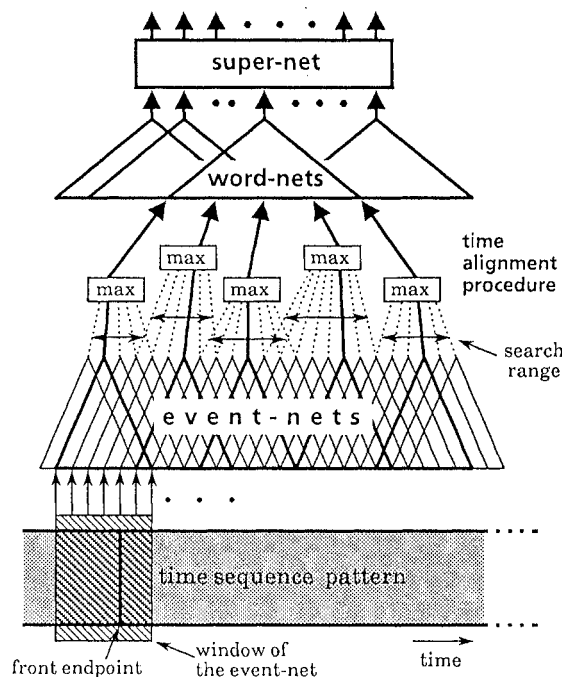 super-net
word-nets
max
max
max
max
max
time
alignment
procedure
search
range
event-nets
time sequence pattern
front endpoint
window of
the event-net
time